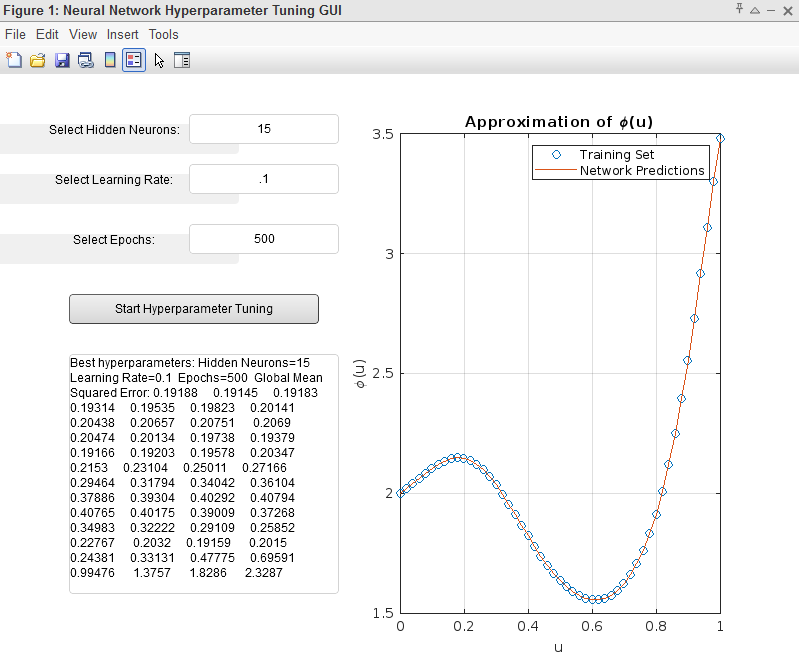 Figure 1: Neural Network Hyperparameter Tuning GUI
File Edit View Insert Tools
Select Hidden Neurons: 15
Select Learning Rate: .1
Select Epochs: 500
Start Hyperparameter Tuning
Best hyperparameters: Hidden Neurons=15
Learning Rate=0.1 Epochs=500 Global Mean
Squared Error: 0.19188 0.19145 0.19183
0.19314 0.19535 0.19823 0.20141
0.20438 0.20657 0.20751 0.2069
0.20474 0.20134 0.19738 0.19379
0.19166 0.19203 0.19578 0.20347
0.2153 0.23104 0.25011 0.27166
0.29464 0.31794 0.34042 0.36104
0.37886 0.39304 0.40292 0.40794
0.40765 0.40175 0.39009 0.37268
0.34983 0.32222 0.29109 0.25852
0.22767 0.2032 0.19159 0.2015
0.24381 0.33131 0.47775 0.69591
0.99476 1.3757 1.8286 2.3287
Approximation of ϕ(u)
Training Set
Network Predictions
3.5
3
2.5
2
1.5
ϕ(u)
0 0.2 0.4 0.6 0.8 1
u